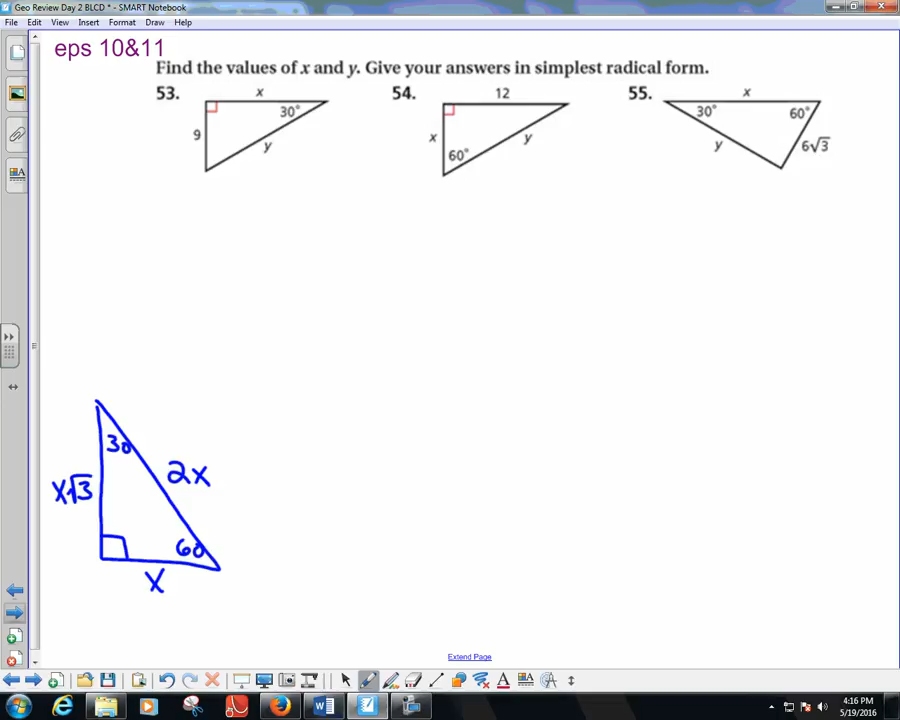 Geo Review Day 2 BLCD * - SMART Notebook
File Edit View Insert Format Draw Help
eps 10&11
Find the values of x and y. Give your answers in simplest radical form.
53.
x
30°
9
y
54.
12
x
y
60°
55.
x
30°
60°
y
6√3
30
x√3
2x
60
x
Extend Page
4:16 PM
5/19/2016